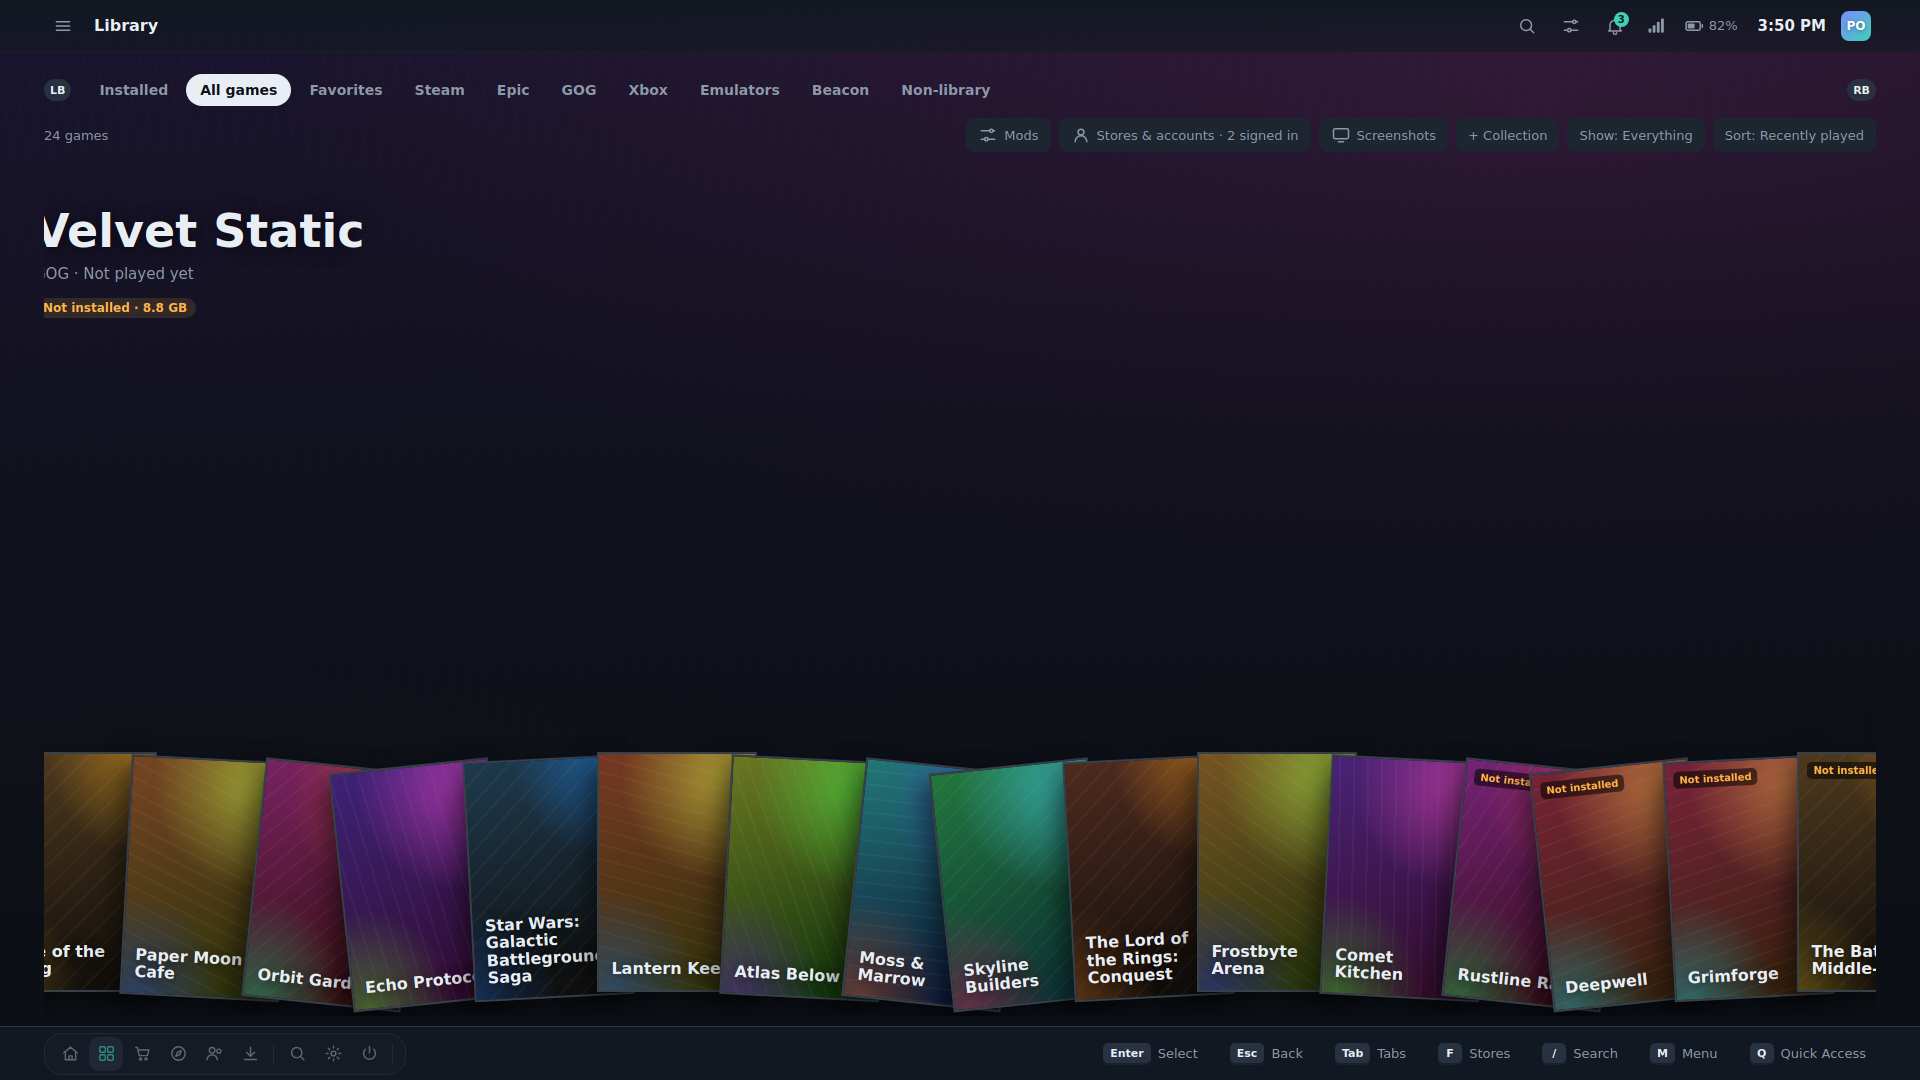 Library
3
82%
3:50 PM
PO
LB
Installed
All games
Favorites
Steam
Epic
GOG
Xbox
Emulators
Beacon
Non-library
RB
24 games
Mods
Stores & accounts · 2 signed in
Screenshots
+ Collection
Show: Everything
Sort: Recently played
Velvet Static
OG · Not played yet
Not installed · 8.8 GB
of the
Paper Moon
Cafe
Orbit Gard
Echo Protoc
Star Wars:
Galactic
Battleground
Saga
Lantern Kee
Atlas Below
Moss &
Marrow
Skyline
Builders
The Lord of
the Rings:
Conquest
Frostbyte
Arena
Comet
Kitchen
Not insta
Rustline R
Not installed
Deepwell
Not installed
Grimforge
Not installe
The Bat
Middle-
Enter Select
Esc Back
Tab Tabs
F Stores
/ Search
M Menu
Q Quick Access